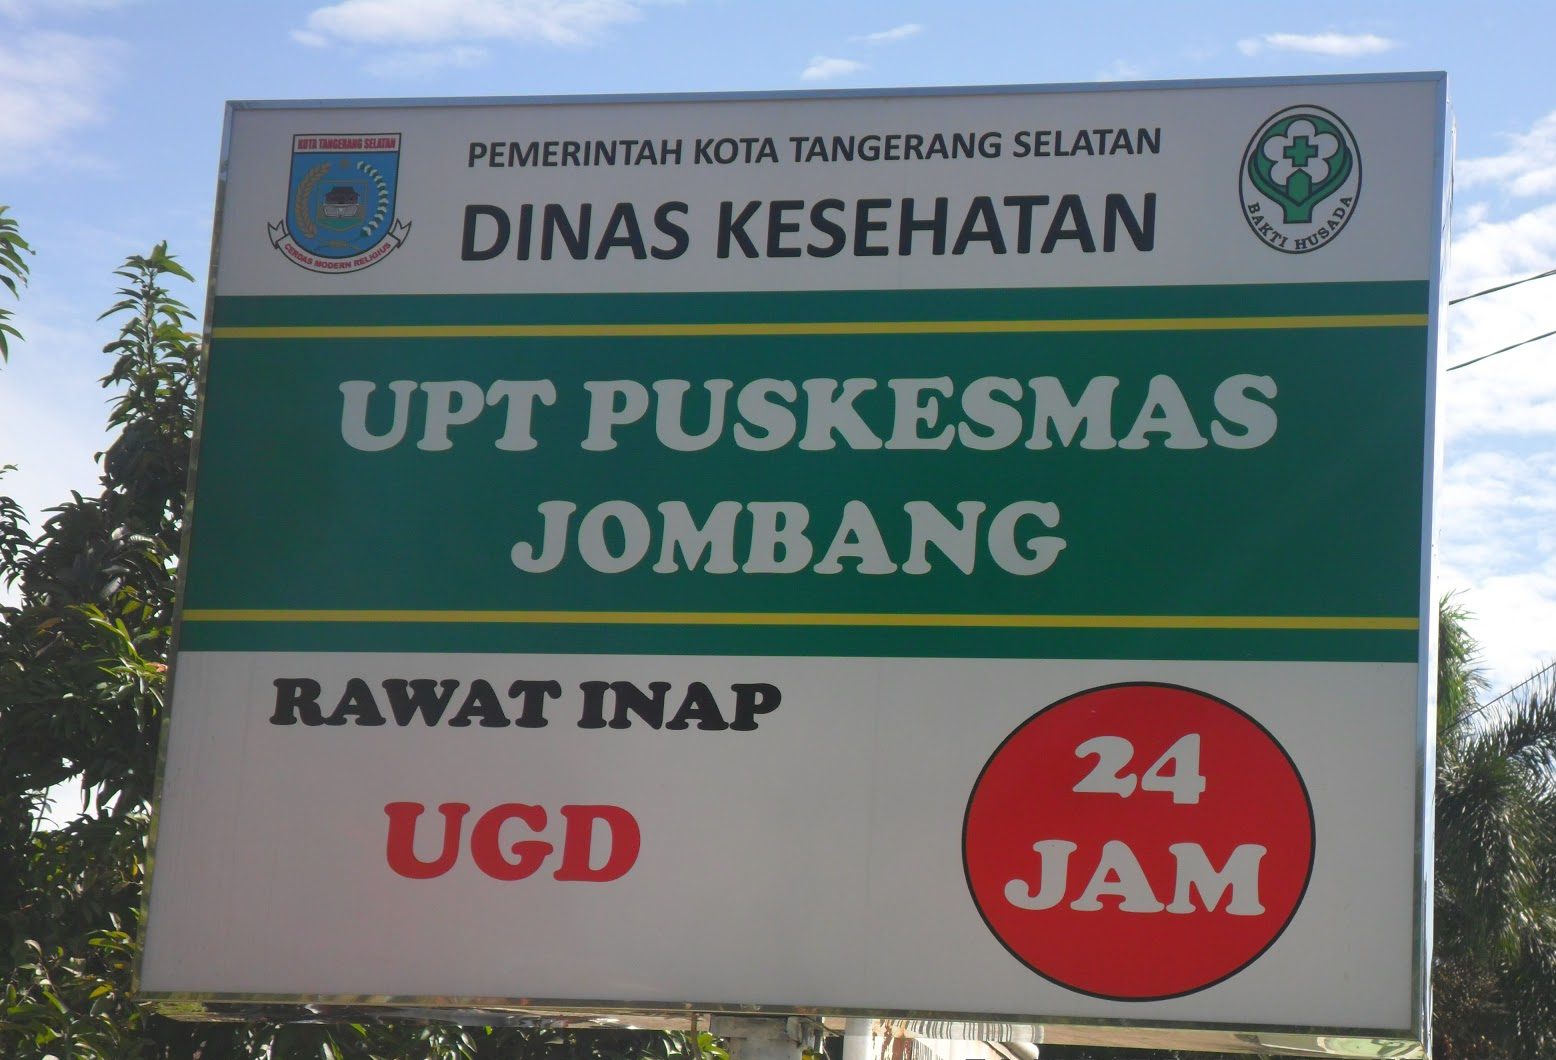 KOTA TANGERANG SELATAN
CERDAS MODERN RELIGIUS
PEMERINTAH KOTA TANGERANG SELATAN
DINAS KESEHATAN
BAKTI HUSADA
UPT PUSKESMAS
JOMBANG
RAWAT INAP
UGD
24
JAM